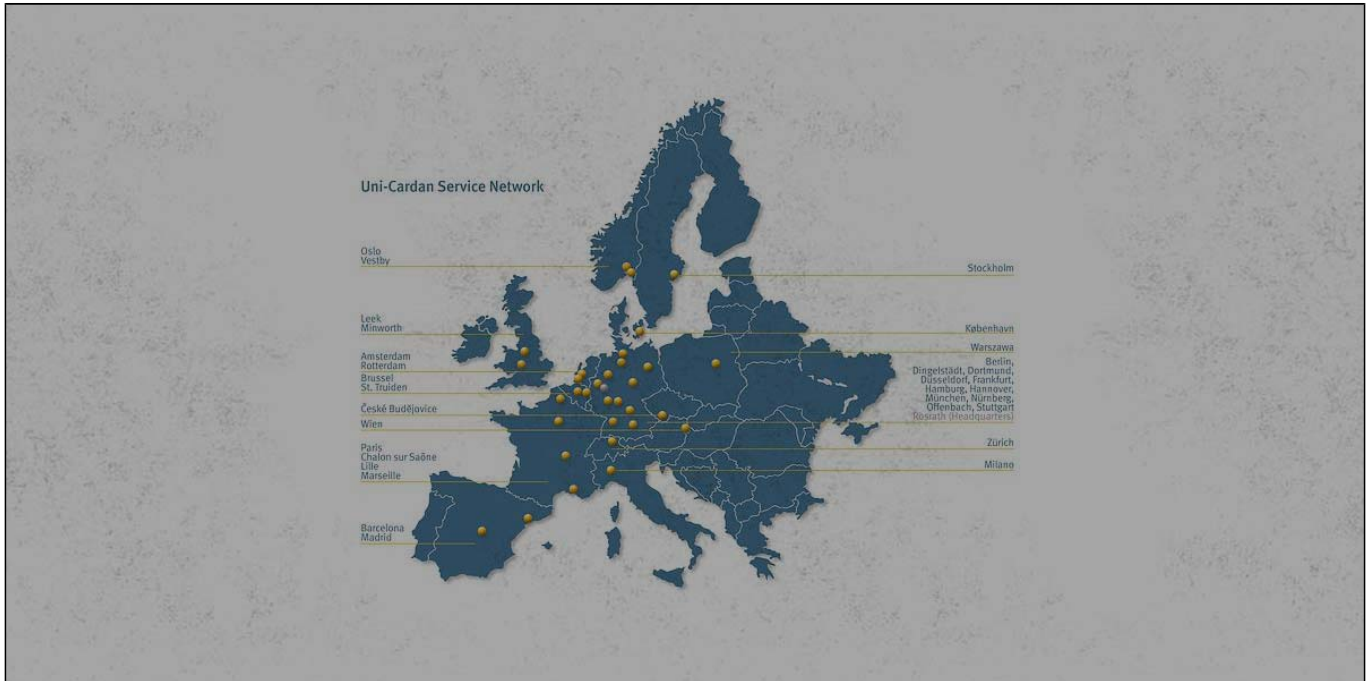 Uni-Cardan Service Network
Oslo
Vestby
Stockholm
Leek
Minworth
København
Warszawa
Amsterdam
Rotterdam
Brussel
St. Truiden
Berlin,
Dingelstädt, Dortmund,
Düsseldorf, Frankfurt,
Hamburg, Hannover,
München, Nürnberg,
Offenbach, Stuttgart
Rösrath (Headquarters)
České Budějovice
Wien
Zürich
Paris
Chalon sur Saône
Lille
Marseille
Milano
Barcelona
Madrid